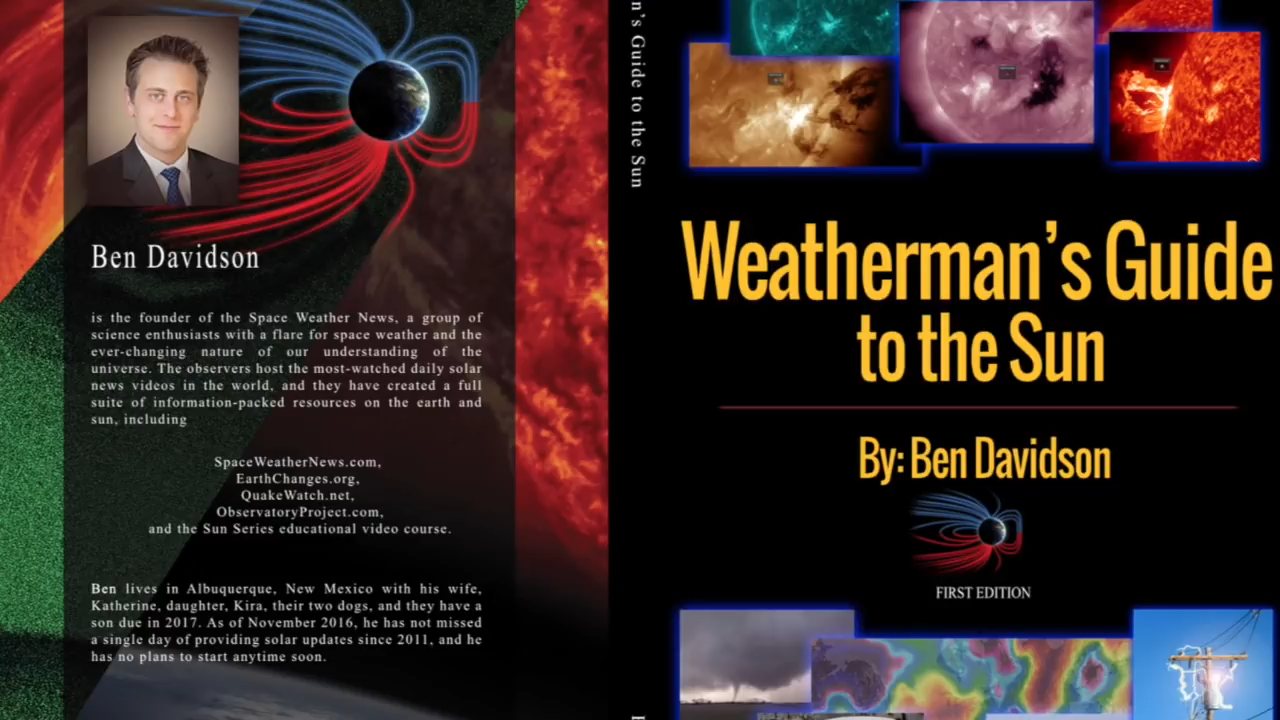 Ben Davidson
is the founder of the Space Weather News, a group of
science enthusiasts with a flare for space weather and the
ever-changing nature of our understanding of the
universe. The observers host the most-watched daily solar
news videos in the world, and they have created a full
suite of information-packed resources on the earth and
sun, including
SpaceWeatherNews.com,
EarthChanges.org,
QuakeWatch.net,
ObservatoryProject.com,
and the Sun Series educational video course.
Ben lives in Albuquerque, New Mexico with his wife,
Katherine, daughter, Kira, their two dogs, and they have a
son due in 2017. As of November 2016, he has not missed
a single day of providing solar updates since 2011, and he
has no plans to start anytime soon.
n's Guide to the Sun
Weatherman's Guide
to the Sun
By: Ben Davidson
FIRST EDITION